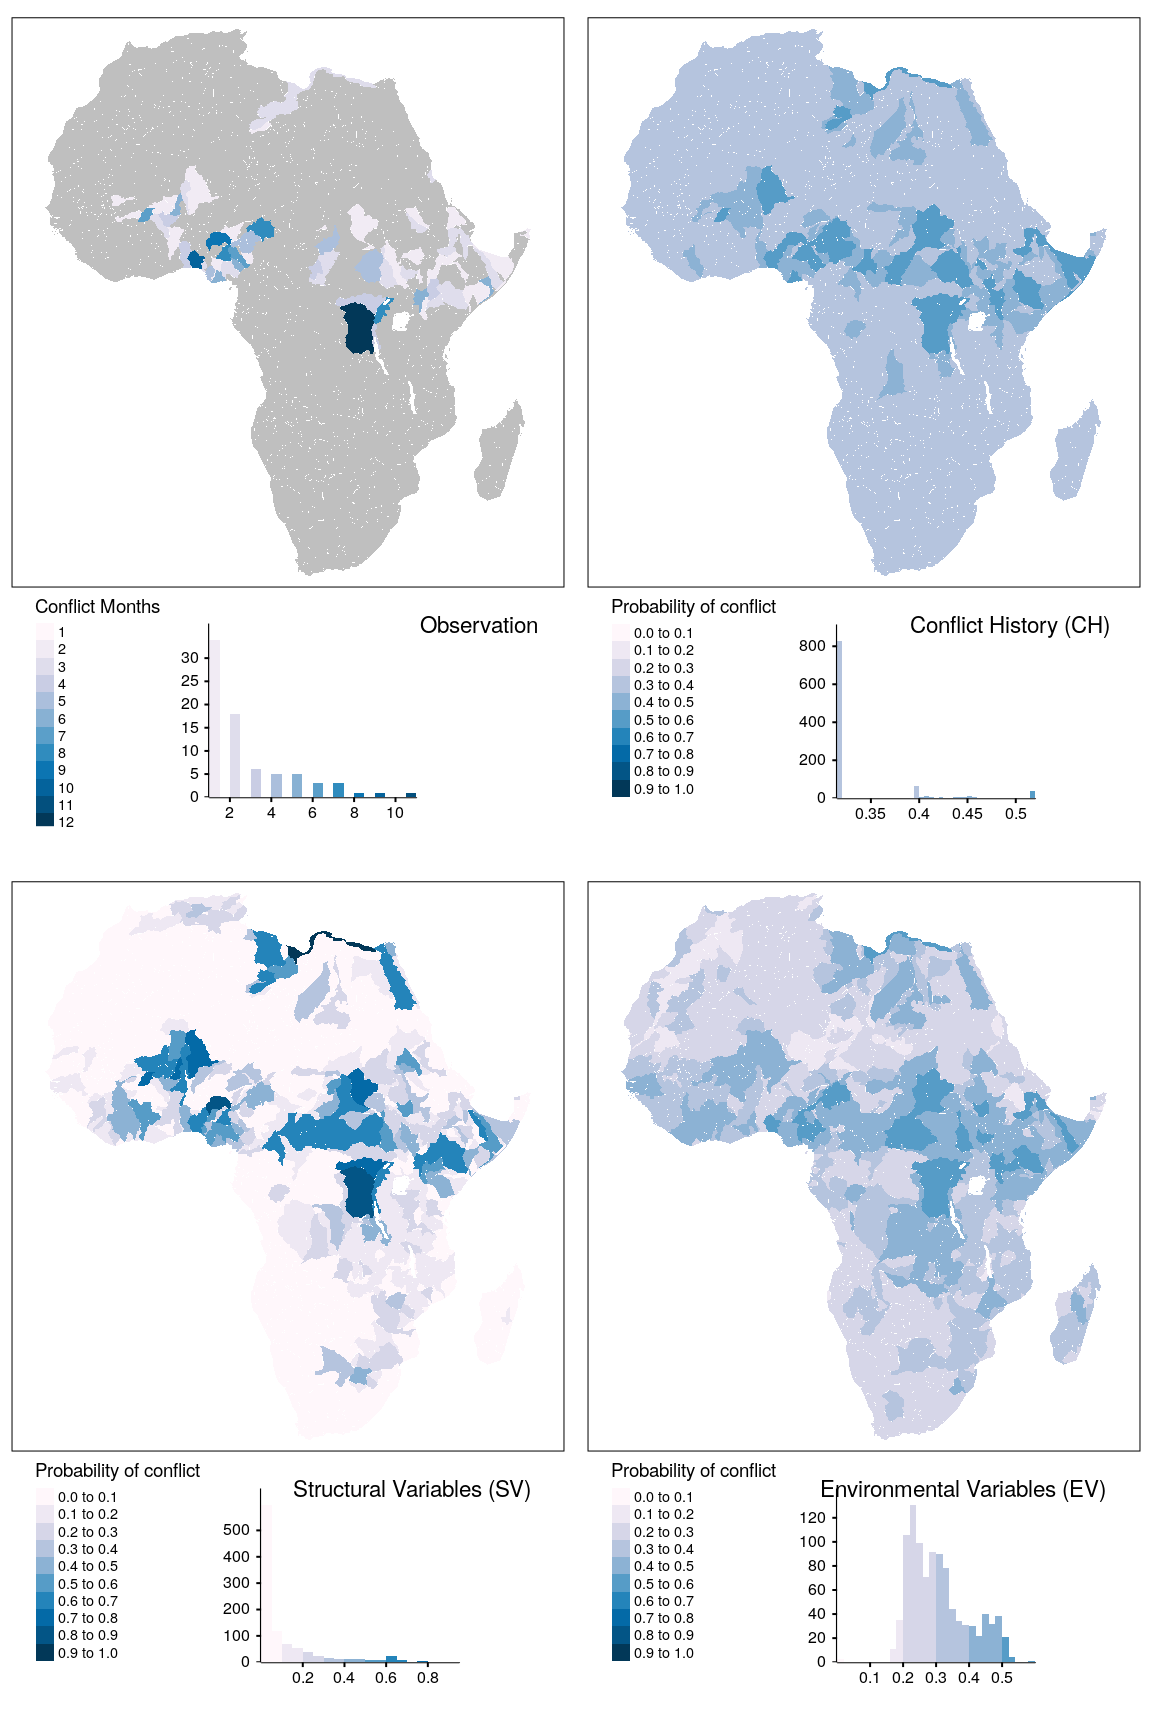 Conflict Months
1
2
3
4
5
6
7
8
9
10
11
12
Observation
30
25
20
15
10
5
0
2 4 6 8 10
Probability of conflict
0.0 to 0.1
0.1 to 0.2
0.2 to 0.3
0.3 to 0.4
0.4 to 0.5
0.5 to 0.6
0.6 to 0.7
0.7 to 0.8
0.8 to 0.9
0.9 to 1.0
Conflict History (CH)
800
600
400
200
0
0.35 0.4 0.45 0.5
Probability of conflict
0.0 to 0.1
0.1 to 0.2
0.2 to 0.3
0.3 to 0.4
0.4 to 0.5
0.5 to 0.6
0.6 to 0.7
0.7 to 0.8
0.8 to 0.9
0.9 to 1.0
Structural Variables (SV)
500
400
300
200
100
0
0.2 0.4 0.6 0.8
Probability of conflict
0.0 to 0.1
0.1 to 0.2
0.2 to 0.3
0.3 to 0.4
0.4 to 0.5
0.5 to 0.6
0.6 to 0.7
0.7 to 0.8
0.8 to 0.9
0.9 to 1.0
Environmental Variables (EV)
120
100
80
60
40
20
0
0.1 0.2 0.3 0.4 0.5